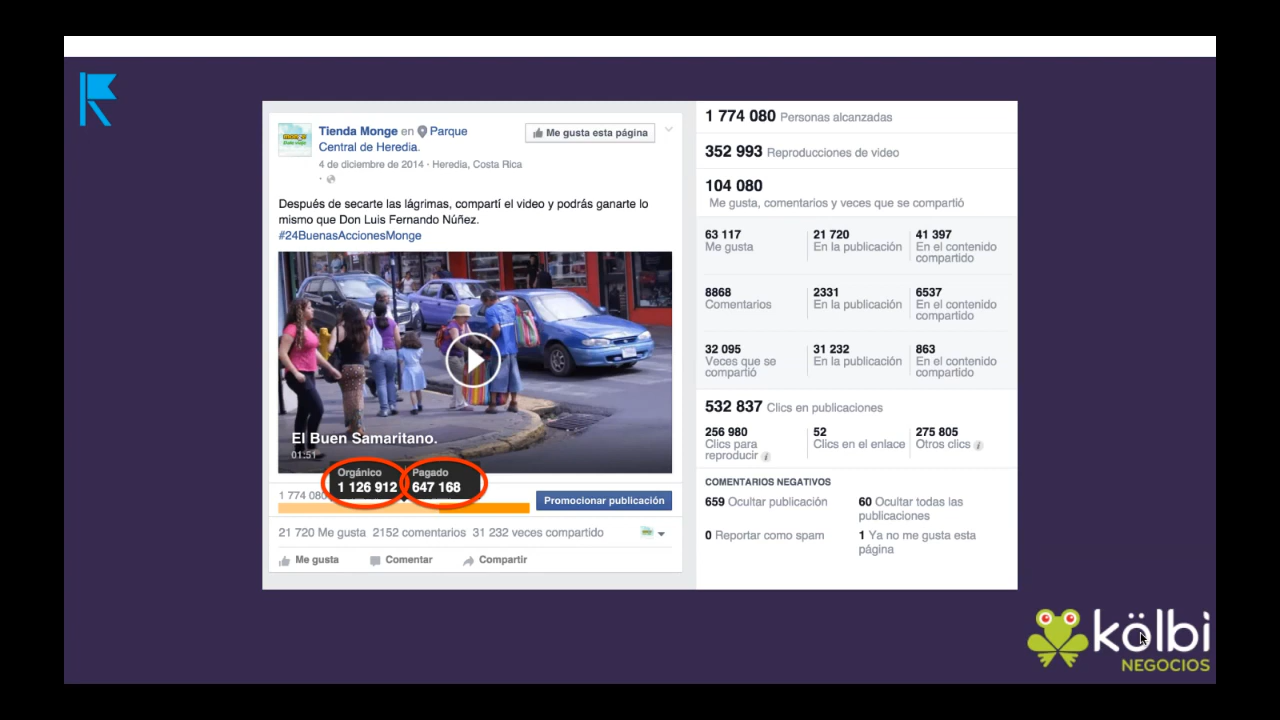 Tienda Monge en Parque
Central de Heredia.
4 de diciembre de 2014 · Heredia, Costa Rica
Me gusta esta página
Después de secarte las lágrimas, compartí el video y podrás ganarte lo
mismo que Don Luis Fernando Núñez.
#24BuenasAccionesMonge
El Buen Samaritano.
01:51
Orgánico
1 126 912
Pagado
647 168
1 774 080
Promocionar publicación
21 720 Me gusta 2152 comentarios 31 232 veces compartido
Me gusta Comentar Compartir
1 774 080 Personas alcanzadas
352 993 Reproducciones de video
104 080
Me gusta, comentarios y veces que se compartió
63 117
Me gusta
21 720
En la publicación
41 397
En el contenido
compartido
8868
Comentarios
2331
En la publicación
6537
En el contenido
compartido
32 095
Veces que se
compartió
31 232
En la publicación
863
En el contenido
compartido
532 837 Clics en publicaciones
256 980
Clics para
reproducir
52
Clics en el enlace
275 805
Otros clics
COMENTARIOS NEGATIVOS
659 Ocultar publicación
60 Ocultar todas las
publicaciones
0 Reportar como spam
1 Ya no me gusta esta
página
kölbi
NEGOCIOS